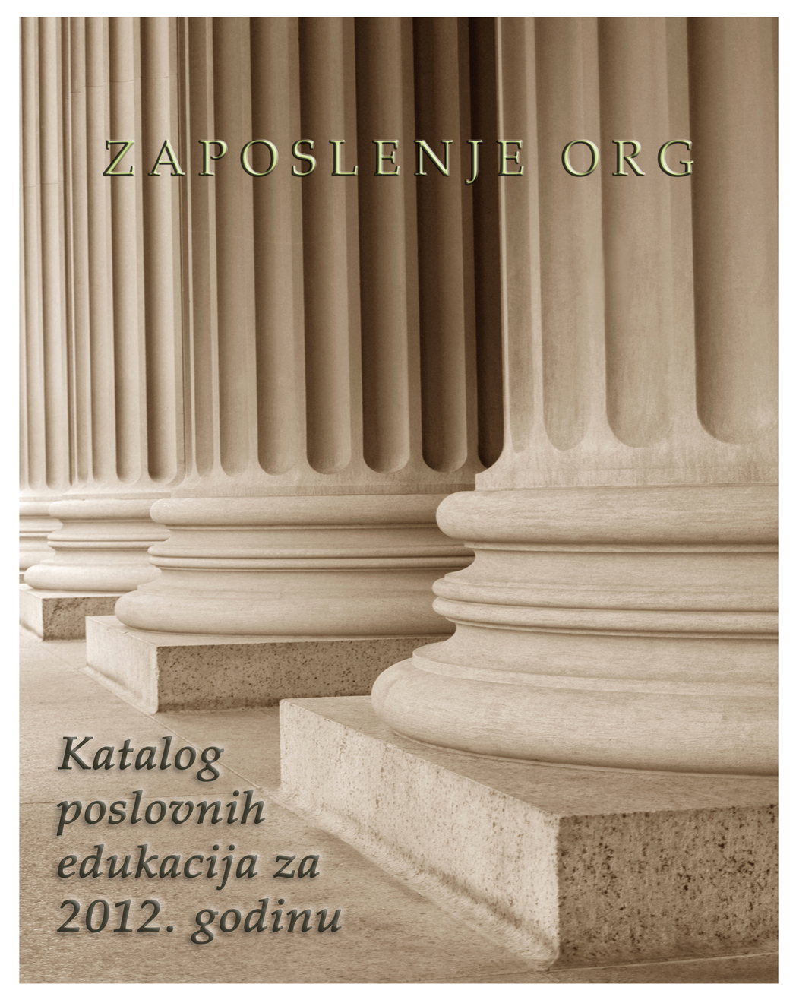 ZAPOSLENJE ORG
Katalog
poslovnih
edukacija za
2012. godinu